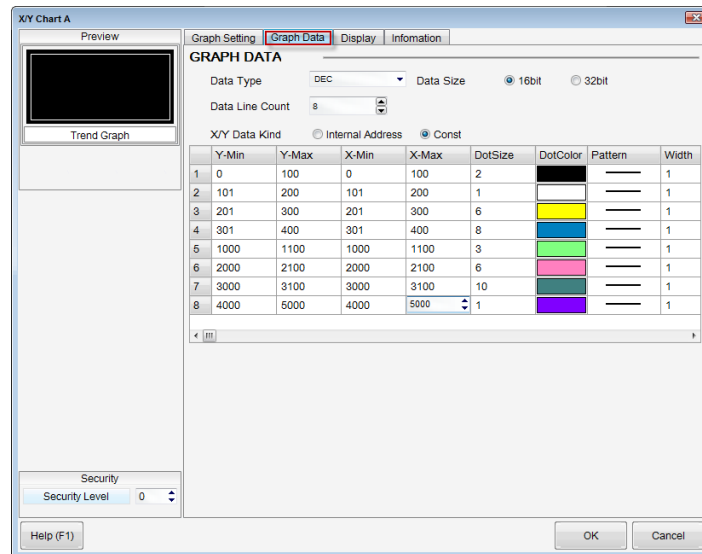 X/Y Chart A
Preview
Trend Graph
Graph Setting Graph Data Display Infomation
GRAPH DATA
Data Type DEC Data Size 16bit 32bit
Data Line Count 8
X/Y Data Kind Internal Address Const
Y-Min Y-Max X-Min X-Max DotSize DotColor Pattern Width
1 0 100 0 100 2 1
2 101 200 101 200 1 1
3 201 300 201 300 6 1
4 301 400 301 400 8 1
5 1000 1100 1000 1100 3 1
6 2000 2100 2000 2100 6 1
7 3000 3100 3000 3100 10 1
8 4000 5000 4000 5000 1 1
Security
Security Level 0
Help (F1) OK Cancel